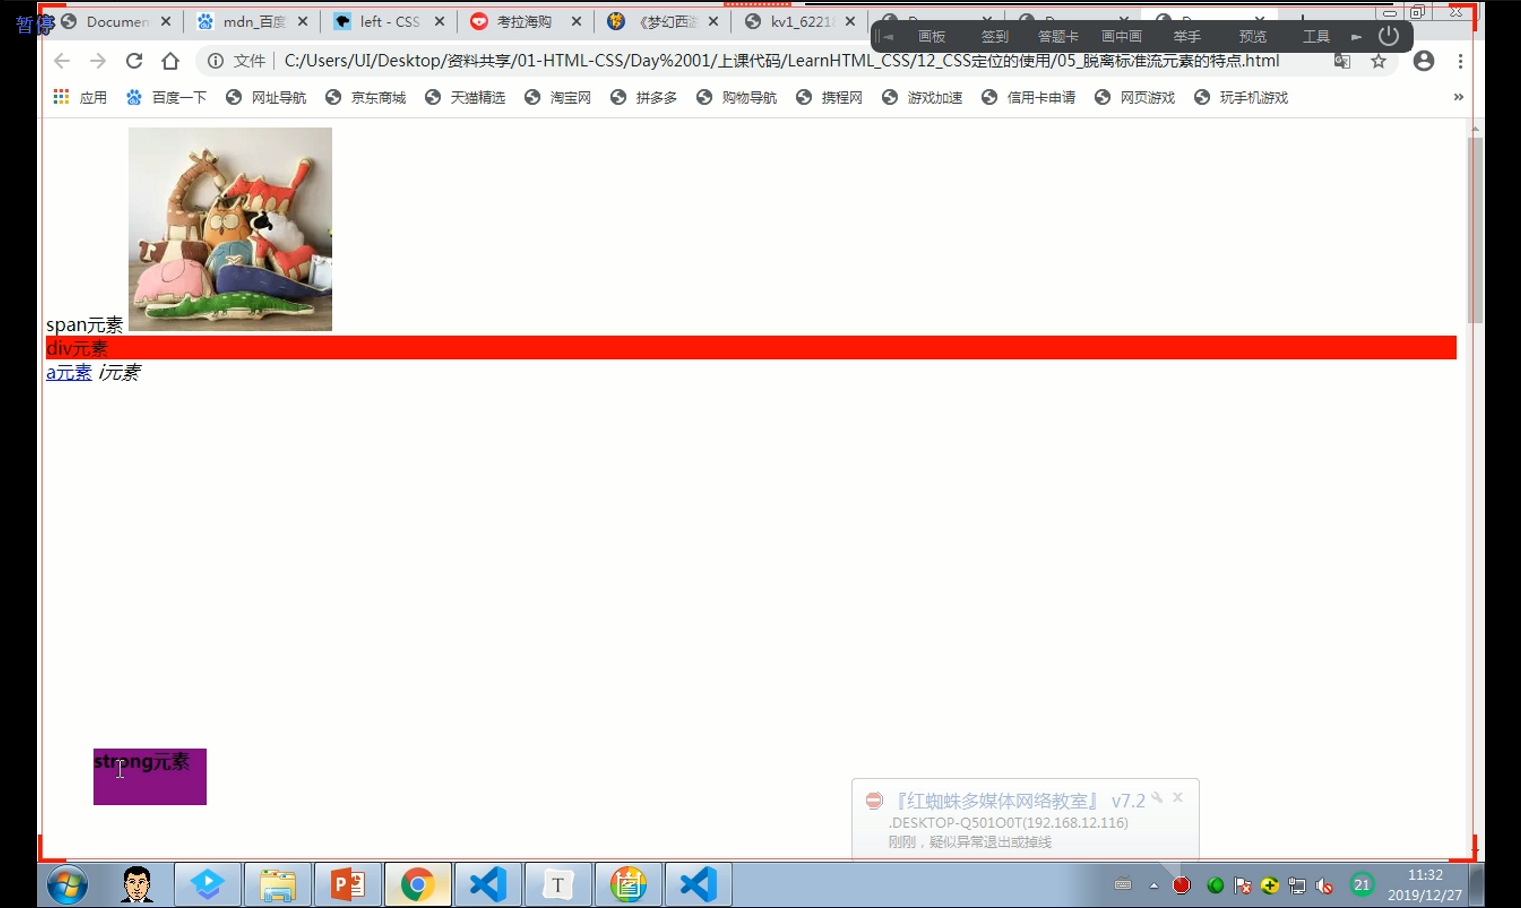 暂停
Documen
mdn_百度
left - CSS
考拉海购
《梦幻西游
kv1_6221
画板
签到
答题卡
画中画
举手
预览
工具
文件
C:/Users/UI/Desktop/资料共享/01-HTML-CSS/Day%2001/上课代码/LearnHTML_CSS/12_CSS定位的使用/05_脱离标准流元素的特点.html
应用
百度一下
网址导航
京东商城
天猫精选
淘宝网
拼多多
购物导航
携程网
游戏加速
信用卡申请
网页游戏
玩手机游戏
»
span元素
div元素
a元素 i元素
strong元素
『红蜘蛛多媒体网络教室』 v7.2
.DESKTOP-Q501O0T(192.168.12.116)
刚刚，疑似异常退出或掉线
T
21
11:32
2019/12/27